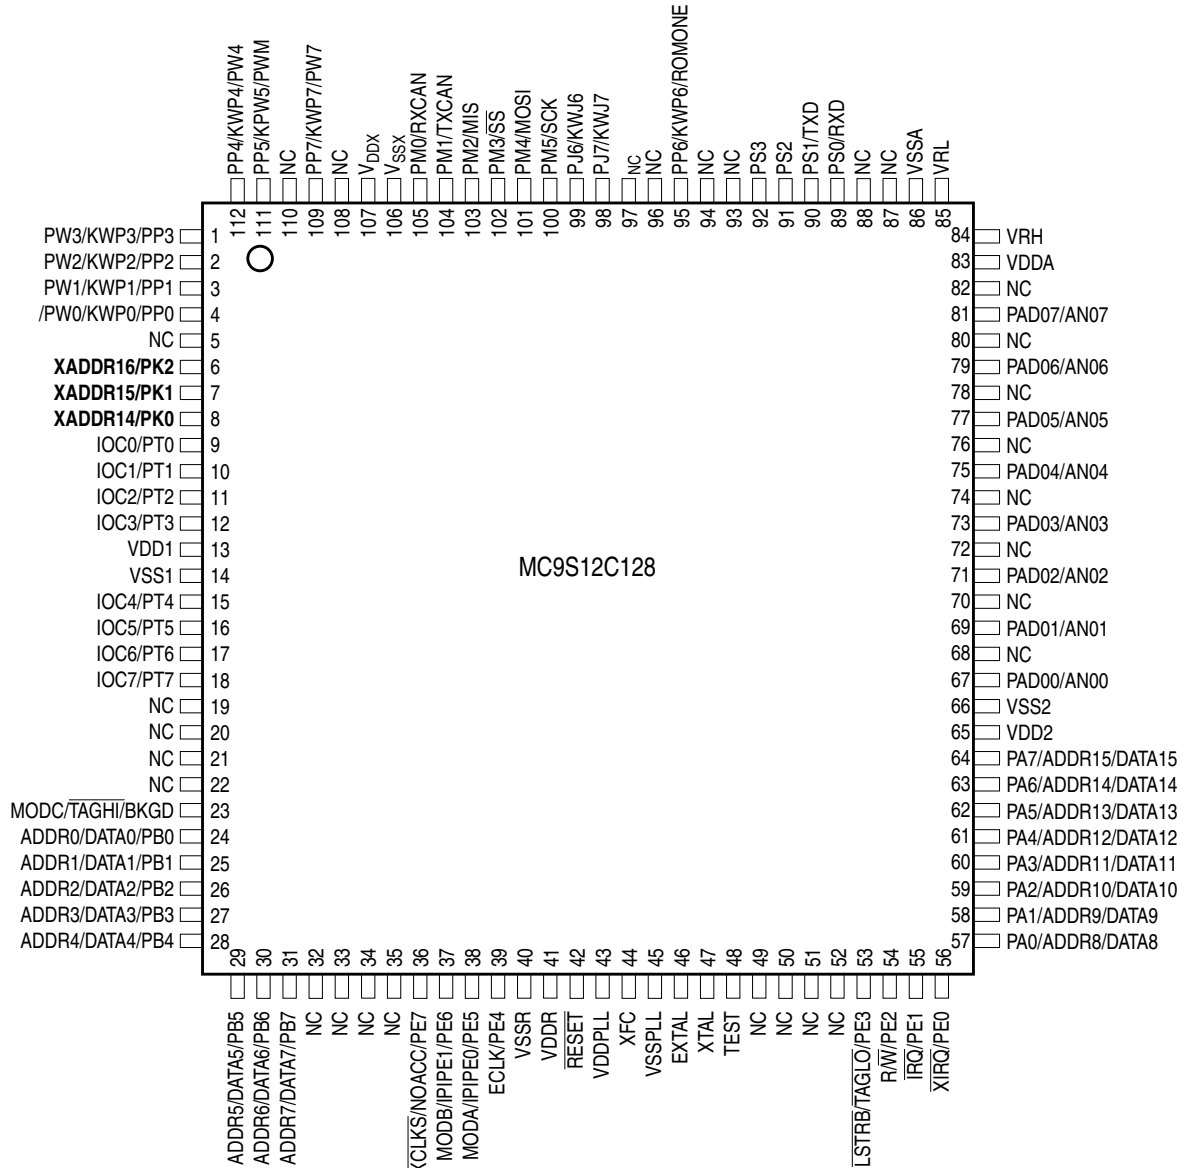 PP4/KWP4/PW4
PP5/KPW5/PWM
NC
PP7/KWP7/PW7
NC
VDDX
VSSX
PM0/RXCAN
PM1/TXCAN
PM2/MIS
PM3/SS
PM4/MOSI
PM5/SCK
PJ6/KWJ6
PJ7/KWJ7
NC
NC
PP6/KWP6/ROMONE
NC
NC
PS3
PS2
PS1/TXD
PS0/RXD
NC
NC
VSSA
VRL
112
111
110
109
108
107
106
105
104
103
102
101
100
99
98
97
96
95
94
93
92
91
90
89
88
87
86
85
PW3/KWP3/PP3 1
PW2/KWP2/PP2 2
PW1/KWP1/PP1 3
/PW0/KWP0/PP0 4
NC 5
XADDR16/PK2 6
XADDR15/PK1 7
XADDR14/PK0 8
IOC0/PT0 9
IOC1/PT1 10
IOC2/PT2 11
IOC3/PT3 12
VDD1 13
VSS1 14
IOC4/PT4 15
IOC5/PT5 16
IOC6/PT6 17
IOC7/PT7 18
NC 19
NC 20
NC 21
NC 22
MODC/TAGHI/BKGD 23
ADDR0/DATA0/PB0 24
ADDR1/DATA1/PB1 25
ADDR2/DATA2/PB2 26
ADDR3/DATA3/PB3 27
ADDR4/DATA4/PB4 28
MC9S12C128
84 VRH
83 VDDA
82 NC
81 PAD07/AN07
80 NC
79 PAD06/AN06
78 NC
77 PAD05/AN05
76 NC
75 PAD04/AN04
74 NC
73 PAD03/AN03
72 NC
71 PAD02/AN02
70 NC
69 PAD01/AN01
68 NC
67 PAD00/AN00
66 VSS2
65 VDD2
64 PA7/ADDR15/DATA15
63 PA6/ADDR14/DATA14
62 PA5/ADDR13/DATA13
61 PA4/ADDR12/DATA12
60 PA3/ADDR11/DATA11
59 PA2/ADDR10/DATA10
58 PA1/ADDR9/DATA9
57 PA0/ADDR8/DATA8
29
30
31
32
33
34
35
36
37
38
39
40
41
42
43
44
45
46
47
48
49
50
51
52
53
54
55
56
ADDR5/DATA5/PB5
ADDR6/DATA6/PB6
ADDR7/DATA7/PB7
NC
NC
NC
NC
XCLKS/NOACC/PE7
MODB/IPIPE1/PE6
MODA/IPIPE0/PE5
ECLK/PE4
VSSR
VDDR
RESET
VDDPLL
XFC
VSSPLL
EXTAL
XTAL
TEST
NC
NC
NC
NC
LSTRB/TAGLO/PE3
R/W/PE2
IRQ/PE1
XIRQ/PE0